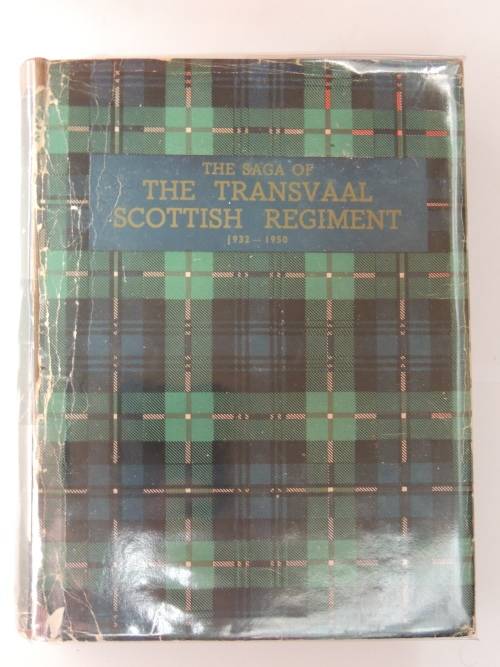 THE SAGA OF
THE TRANSVAAL
SCOTTISH REGIMENT
1932 — 1950